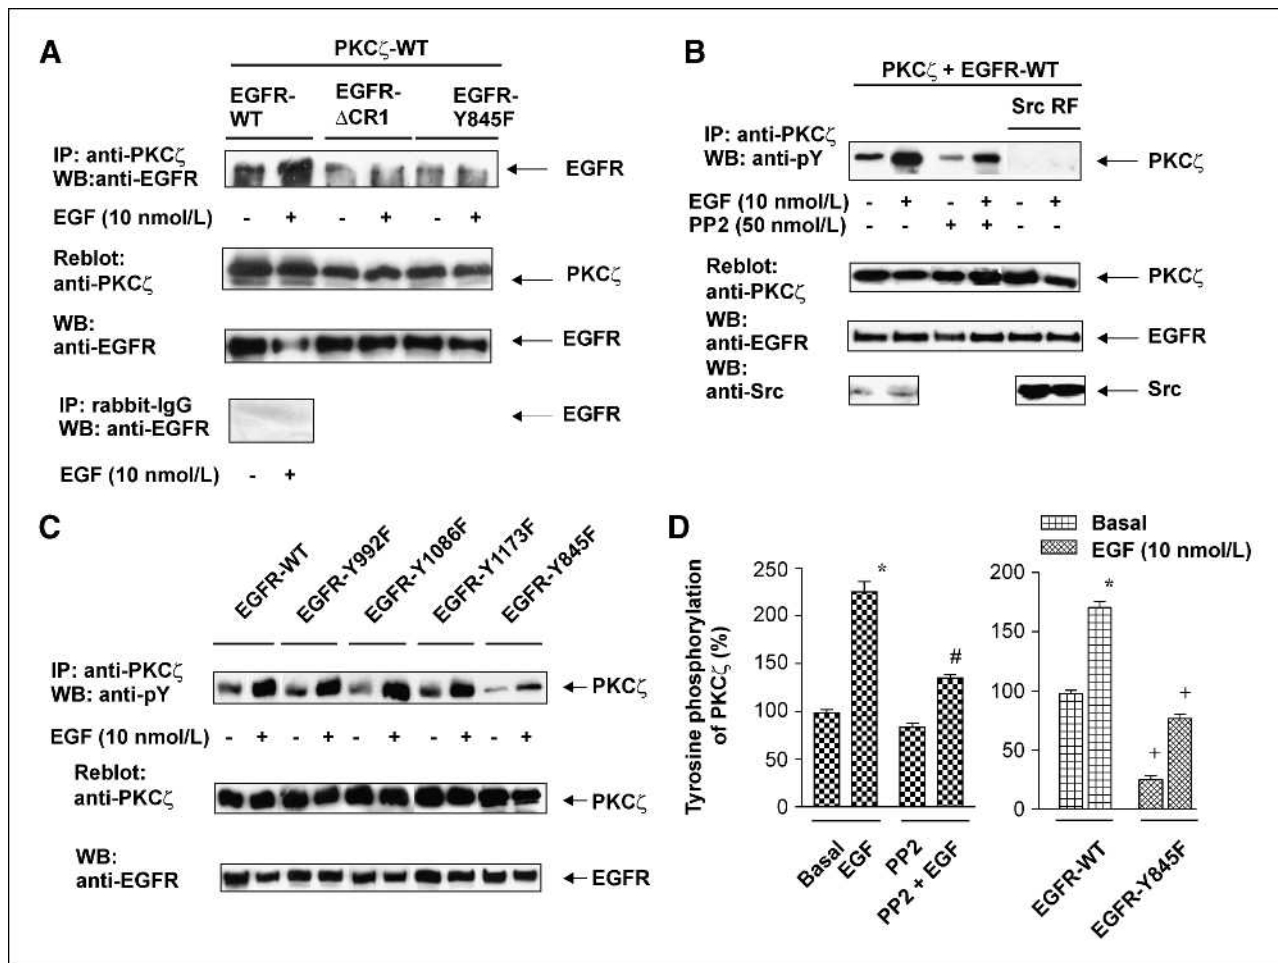 A
PKCζ-WT
EGFR-
WT
EGFR-
ΔCR1
EGFR-
Y845F
IP: anti-PKCζ
WB:anti-EGFR
EGFR
EGF (10 nmol/L)
- + - + - +
Reblot:
anti-PKCζ
PKCζ
WB:
anti-EGFR
EGFR
IP: rabbit-IgG
WB: anti-EGFR
EGFR
EGF (10 nmol/L)
- +
B
PKCζ + EGFR-WT
Src RF
IP: anti-PKCζ
WB: anti-pY
PKCζ
EGF (10 nmol/L)
- + - + - +
PP2 (50 nmol/L)
- - + + - -
Reblot:
anti-PKCζ
PKCζ
WB:
anti-EGFR
EGFR
WB:
anti-Src
Src
C
EGFR-WT
EGFR-Y992F
EGFR-Y1086F
EGFR-Y1173F
EGFR-Y845F
IP: anti-PKCζ
WB: anti-pY
PKCζ
EGF (10 nmol/L)
- + - + - + - + - +
Reblot:
anti-PKCζ
PKCζ
WB:
anti-EGFR
EGFR
D
Basal
EGF (10 nmol/L)
Tyrosine phosphorylation
of PKCζ (%)
250
200
150
100
50
0
*
#
Basal
EGF
PP2
PP2 + EGF
200
150
100
50
0
*
+
+
EGFR-WT
EGFR-Y845F